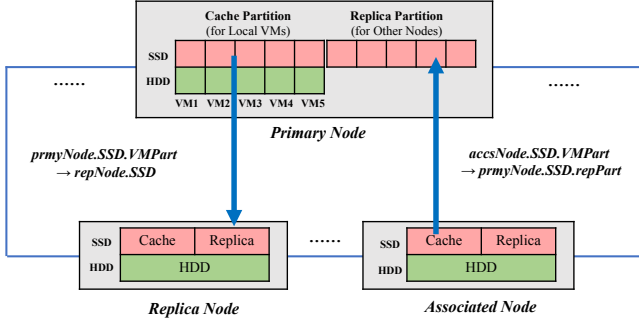 Cache Partition
(for Local VMs)
Replica Partition
(for Other Nodes)
SSD
HDD
VM1 VM2 VM3 VM4 VM5
......
......
Primary Node
prmyNode.SSD.VMPart
→ repNode.SSD
accsNode.SSD.VMPart
→ prmyNode.SSD.repPart
SSD Cache Replica
HDD HDD
......
SSD Cache Replica
HDD HDD
Replica Node
Associated Node